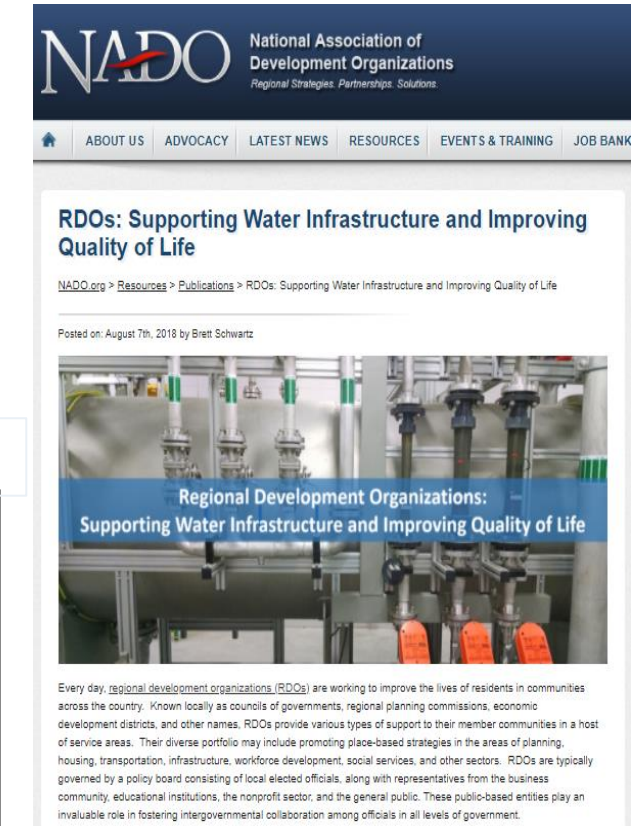 NADO
National Association of
Development Organizations
Regional Strategies. Partnerships. Solutions.
ABOUT US ADVOCACY LATEST NEWS RESOURCES EVENTS & TRAINING JOB BANK
RDOs: Supporting Water Infrastructure and Improving
Quality of Life
NADO.org > Resources > Publications > RDOs: Supporting Water Infrastructure and Improving Quality of Life
Posted on: August 7th, 2018 by Brett Schwartz
Regional Development Organizations:
Supporting Water Infrastructure and Improving Quality of Life
Every day, regional development organizations (RDOs) are working to improve the lives of residents in communities
across the country. Known locally as councils of governments, regional planning commissions, economic
development districts, and other names, RDOs provide various types of support to their member communities in a host
of service areas. Their diverse portfolio may include promoting place-based strategies in the areas of planning,
housing, transportation, infrastructure, workforce development, social services, and other sectors. RDOs are typically
governed by a policy board consisting of local elected officials, along with representatives from the business
community, educational institutions, the nonprofit sector, and the general public. These public-based entities play an
invaluable role in fostering intergovernmental collaboration among officials in all levels of government.